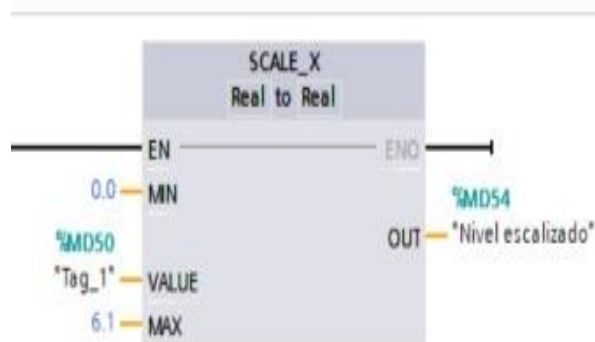 SCALE_X
Real to Real
EN
ENO
0.0
MIN
%MD54
%MD50
OUT
"Nivel escalizado"
"Tag_1"
VALUE
6.1
MAX